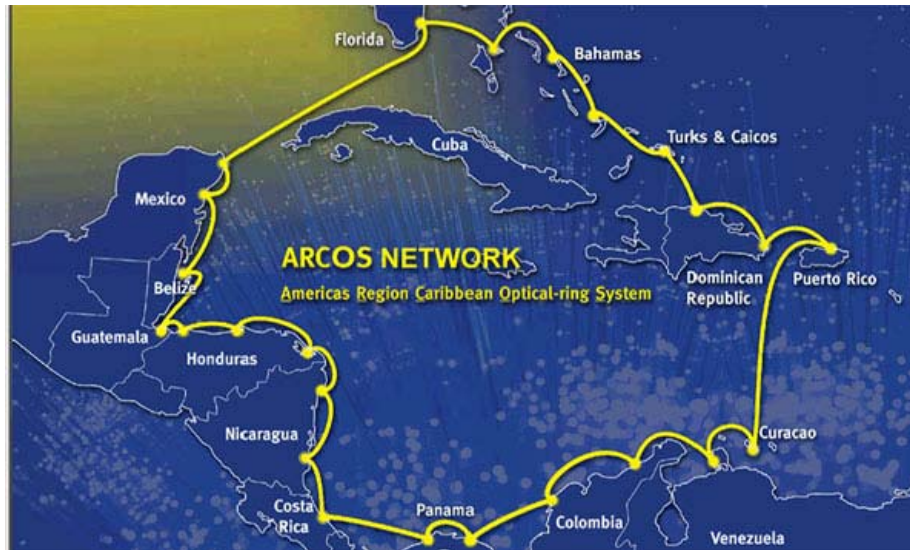 Florida
Bahamas
Cuba
Turks & Caicos
Mexico
ARCOS NETWORK
Americas Region Caribbean Optical-ring System
Belize
Dominican
Republic
Puerto Rico
Guatemala
Honduras
Nicaragua
Curacao
Costa
Rica
Panama
Colombia
Venezuela